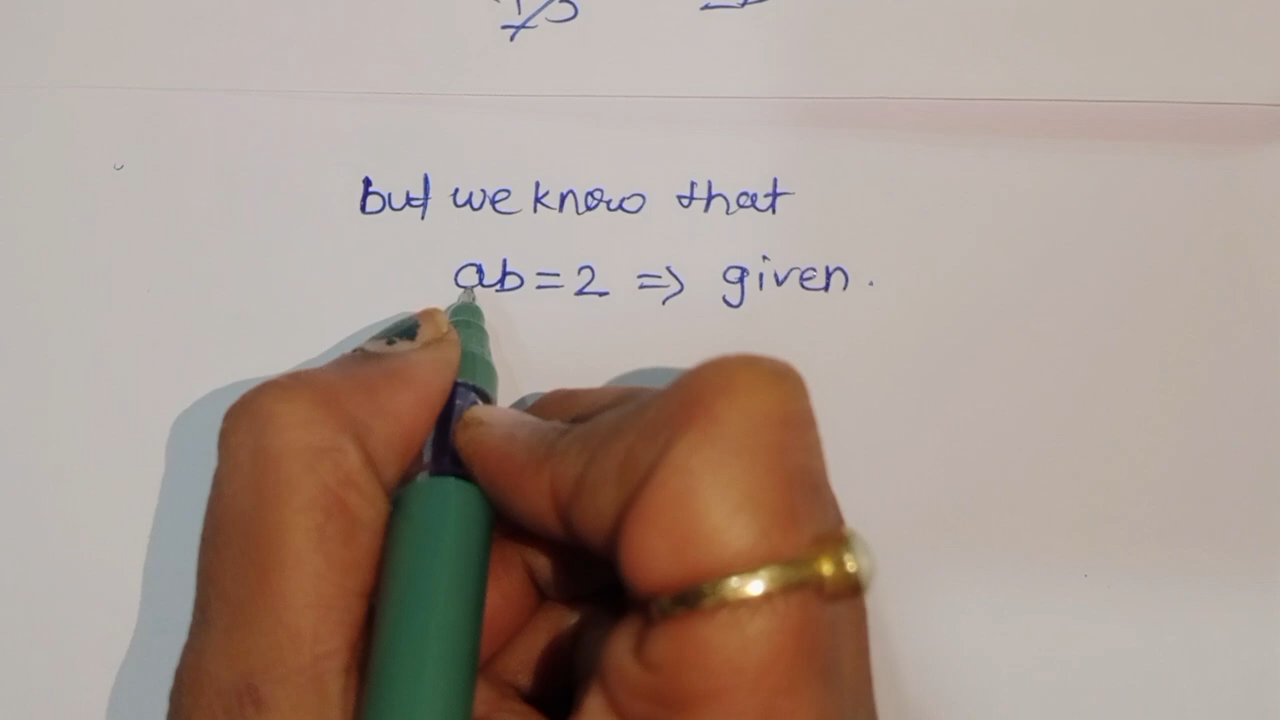 but we know that
ab = 2 => given.